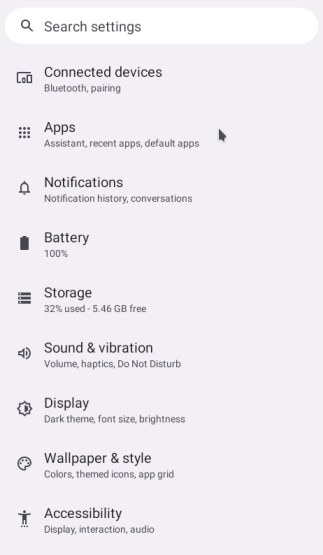 Search settings
Connected devices
Bluetooth, pairing
Apps
Assistant, recent apps, default apps
Notifications
Notification history, conversations
Battery
100%
Storage
32% used - 5.46 GB free
Sound & vibration
Volume, haptics, Do Not Disturb
Display
Dark theme, font size, brightness
Wallpaper & style
Colors, themed icons, app grid
Accessibility
Display, interaction, audio